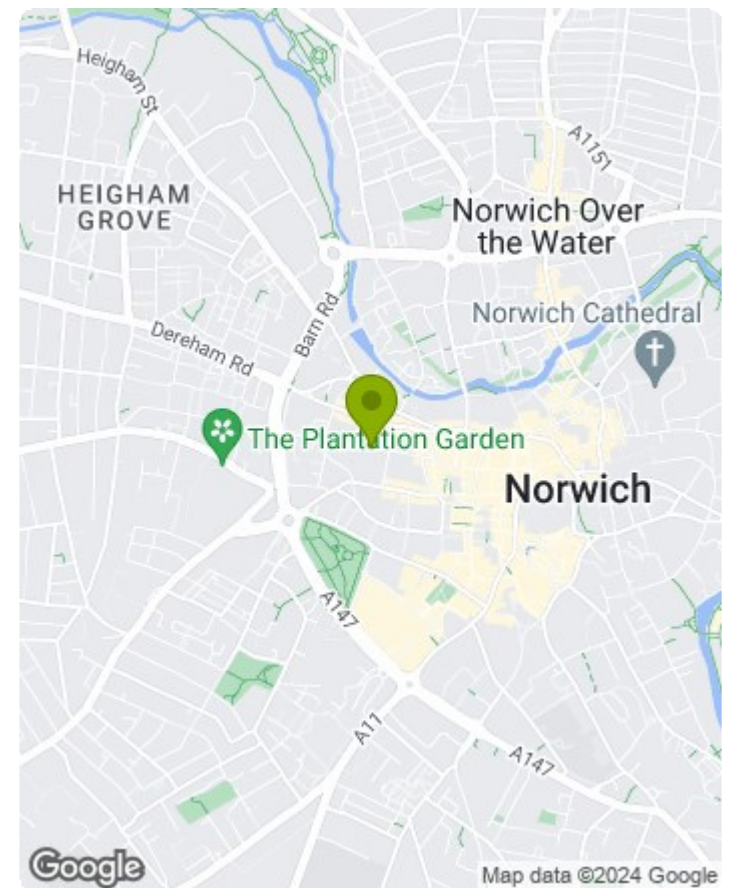 Heigham St
A1151
HEIGHAM
GROVE
Norwich Over
the Water
Norwich Cathedral
Barn Rd
Dereham Rd
The Plantation Garden
Norwich
A147
A11
A147
Google
Map data ©2024 Google